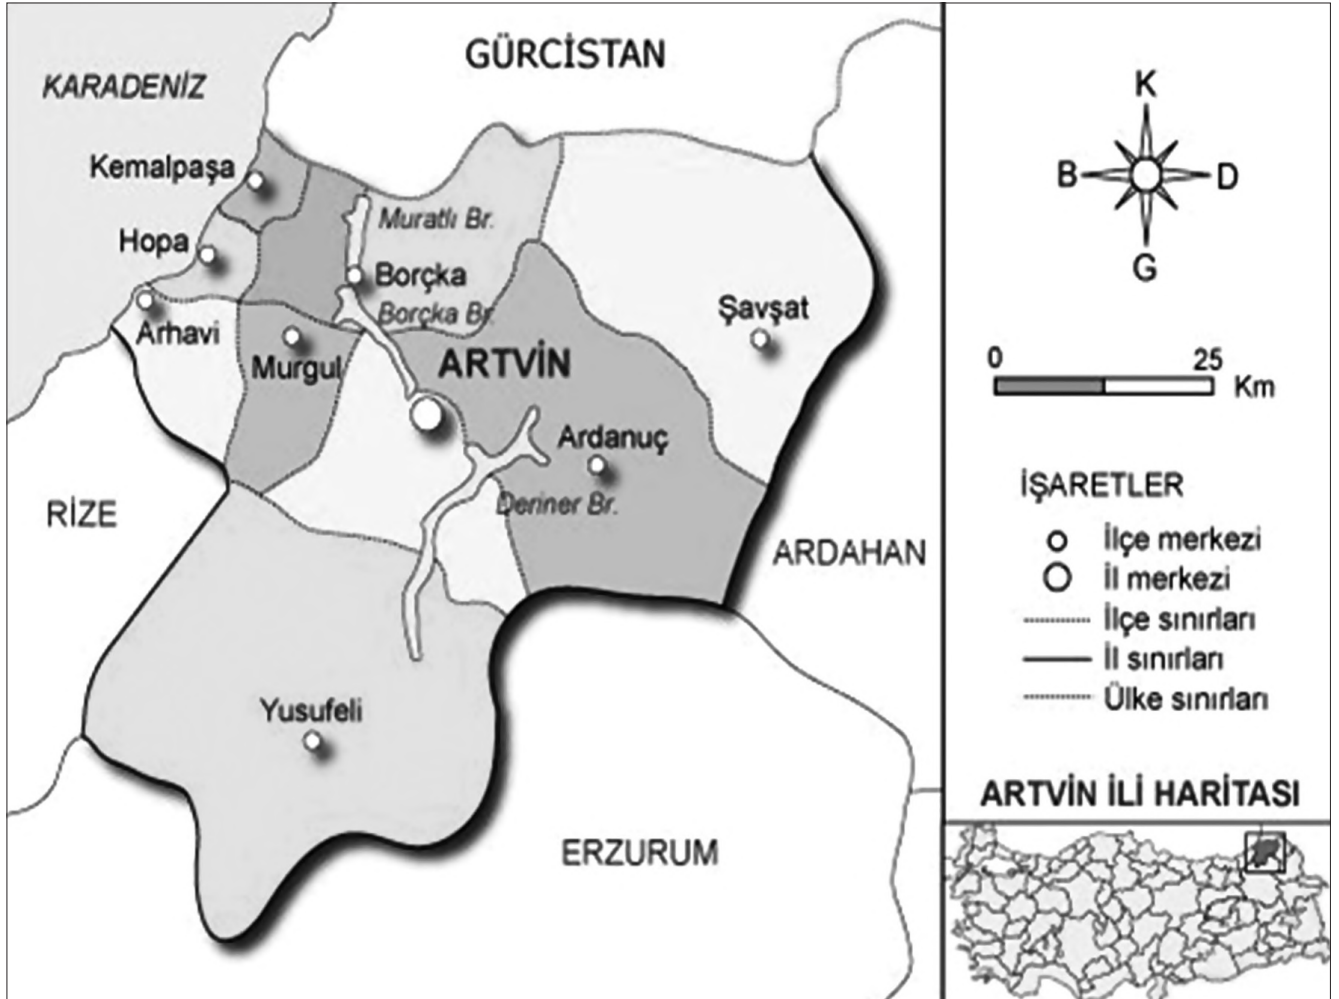 GÜRCİSTAN
KARADENİZ
Kemalpaşa
Muratlı Br.
Hopa
Borçka
Borçka Br.
Şavşat
Arhavi
Murgul
ARTVİN
Ardanuç
Deriner Br.
RİZE
ARDAHAN
Yusufeli
ERZURUM
K
B
D
G
0
25
Km
İŞARETLER
İlçe merkezi
İl merkezi
İlçe sınırları
İl sınırları
Ülke sınırları
ARTVİN İLİ HARİTASI